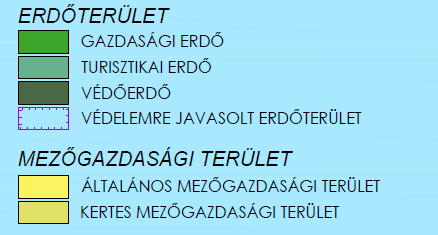 ERDŐTERÜLET
GAZDASÁGI ERDŐ
TURISZTIKAI ERDŐ
VÉDŐERDŐ
VÉDELEMRE JAVASOLT ERDŐTERÜLET
MEZŐGAZDASÁGI TERÜLET
ÁLTALÁNOS MEZŐGAZDASÁGI TERÜLET
KERTES MEZŐGAZDASÁGI TERÜLET